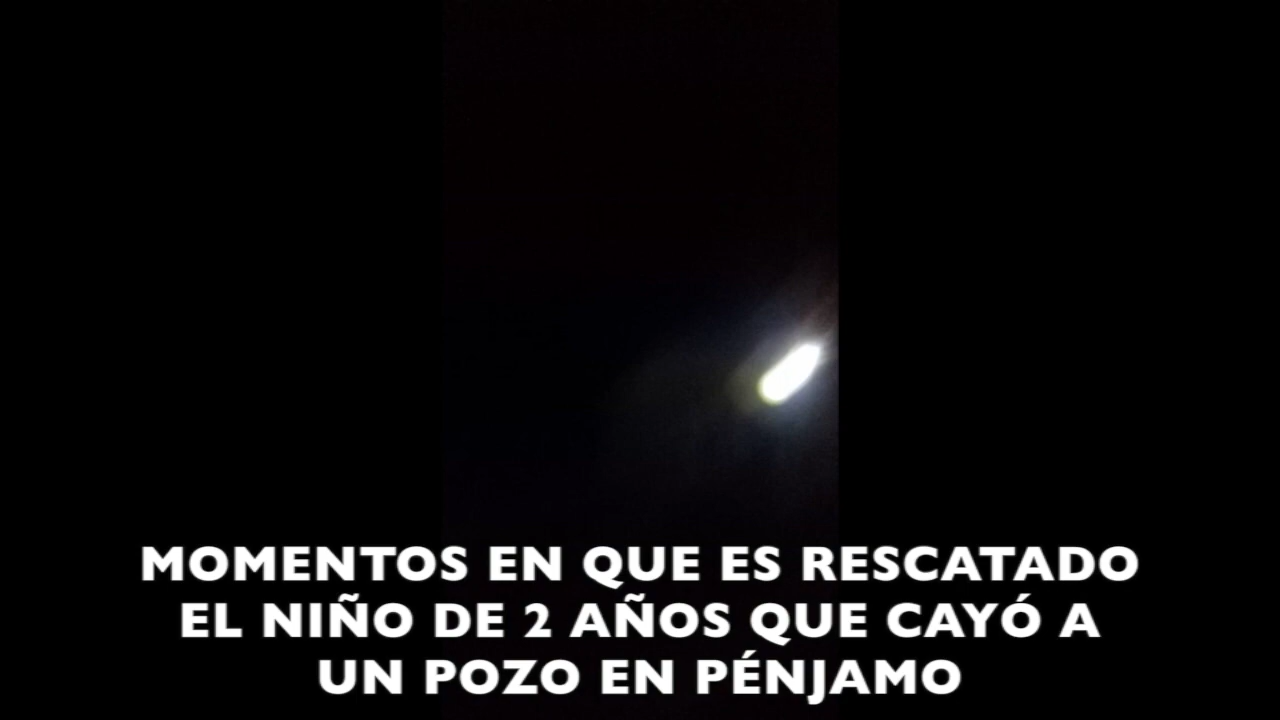 MOMENTOS EN QUE ES RESCATADO
EL NIÑO DE 2 AÑOS QUE CAYÓ A
UN POZO EN PÉNJAMO